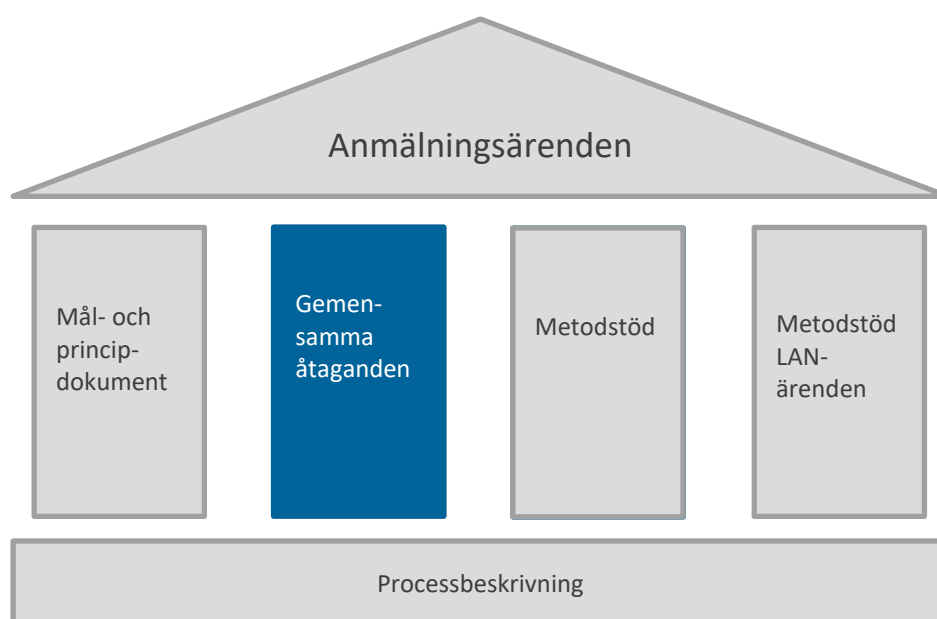 Anmälningsärenden
Mål- och
princip-
dokument
Gemen-
samma
åtaganden
Metodstöd
Metodstöd
LAN-
ärenden
Processbeskrivning